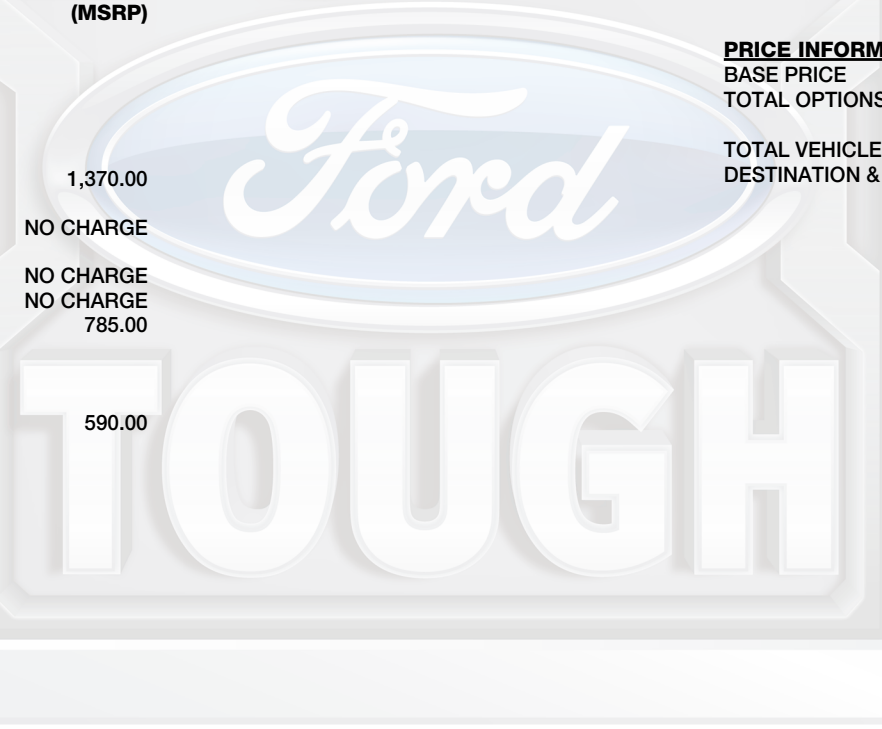 (MSRP)
1,370.00
NO CHARGE
NO CHARGE
NO CHARGE
785.00
590.00
PRICE INFORM
BASE PRICE
TOTAL OPTIONS
TOTAL VEHICLE
DESTINATION &
Ford
TOUGH